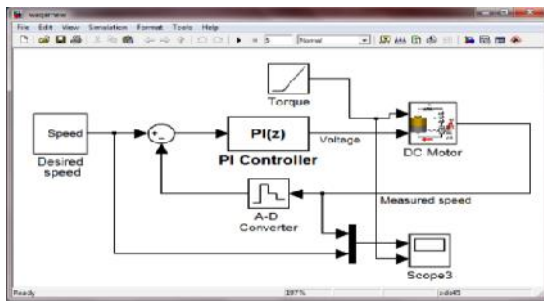 File Edit View Simulation Format Tools Help
Normal
Torque
Speed
PI(z)
Desired
speed
PI Controller
Voltage
DC Motor
A-D
Converter
Measured speed
Scope3
Ready
ode45